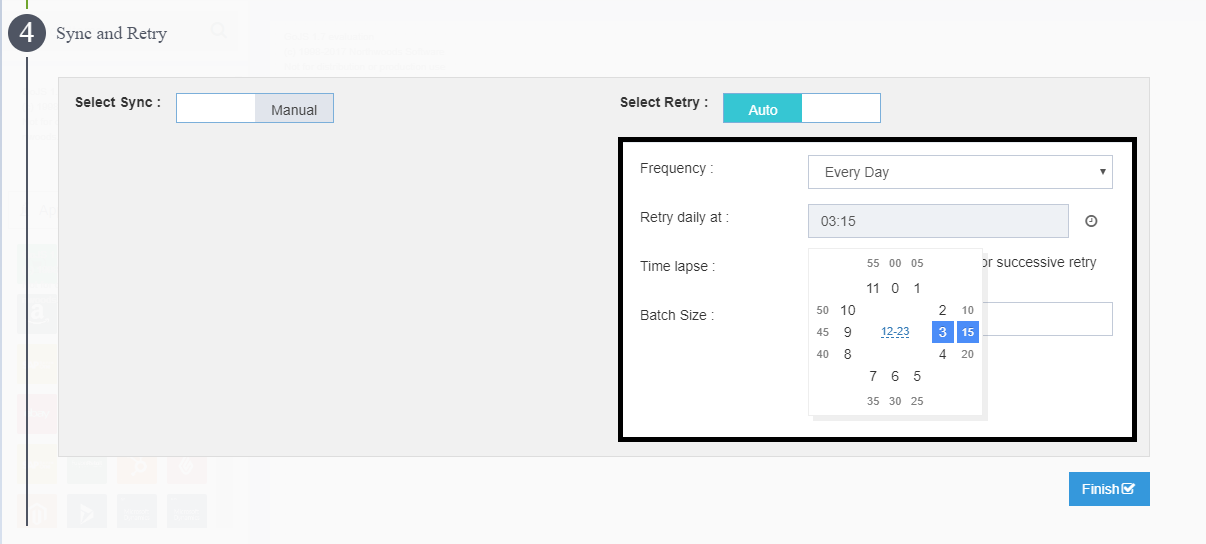 4 Sync and Retry
Select Sync : Manual
Select Retry : Auto
Frequency : Every Day
Retry daily at : 03:15
Time lapse : or successive retry
Batch Size :
55 00 05
11 0 1
50 10 2 10
45 9 12-23 3 15
40 8 4 20
7 6 5
35 30 25
Finish